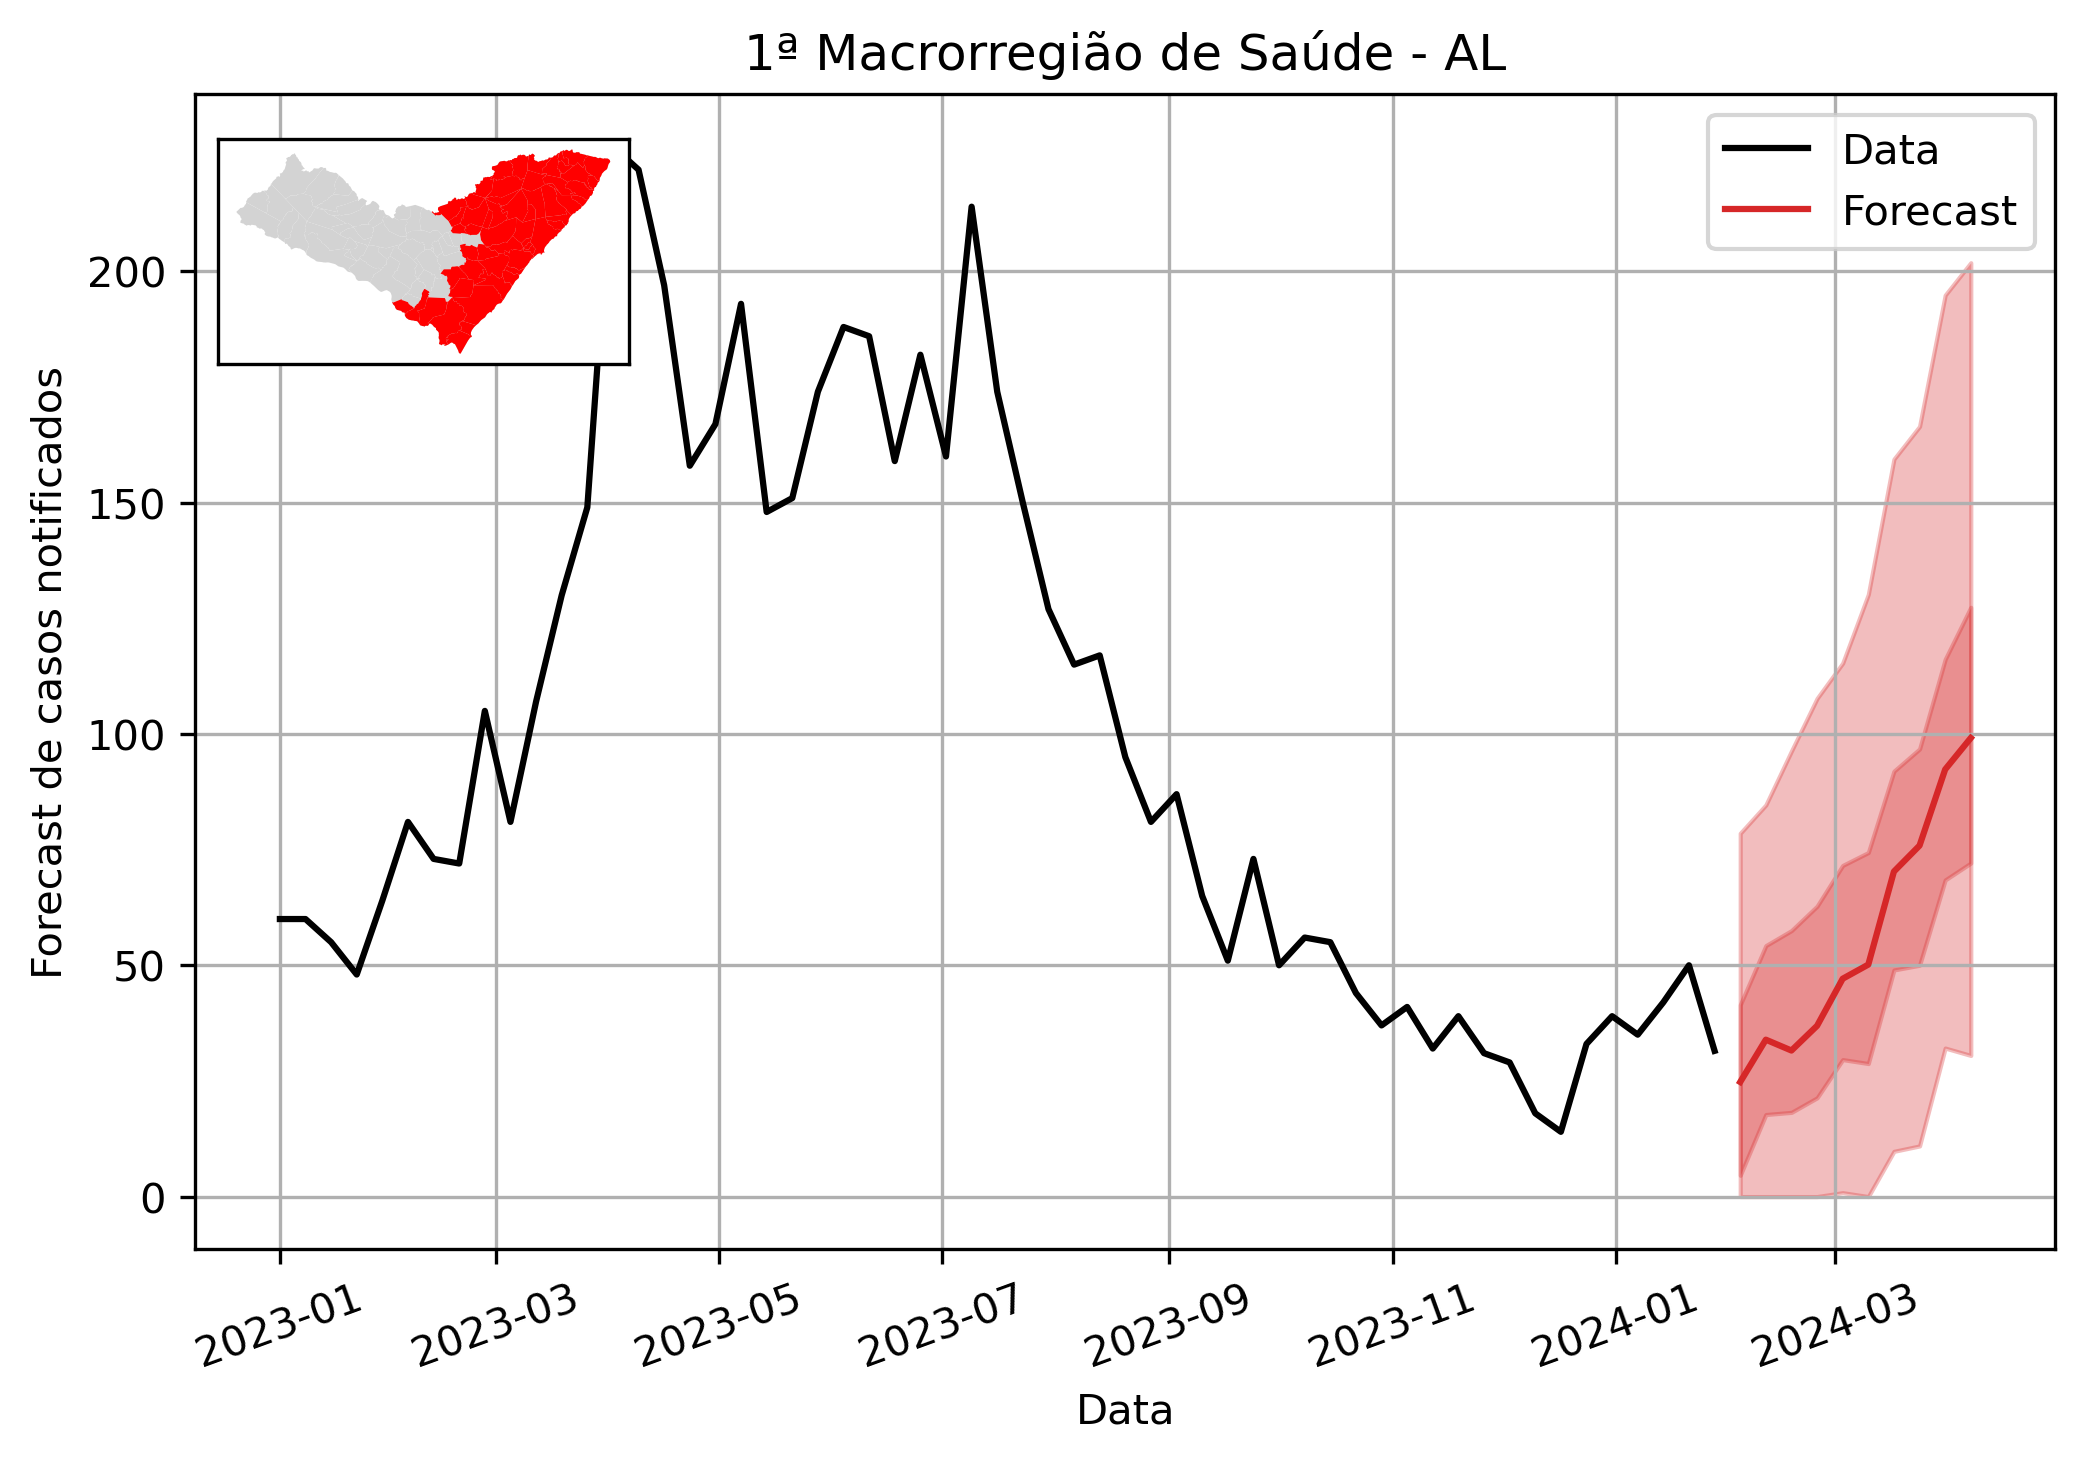 1ª Macrorregião de Saúde - AL
Data
Forecast
Forecast de casos notificados
200
150
100
50
0
2023-01
2023-03
2023-05
2023-07
2023-09
2023-11
2024-01
2024-03
Data